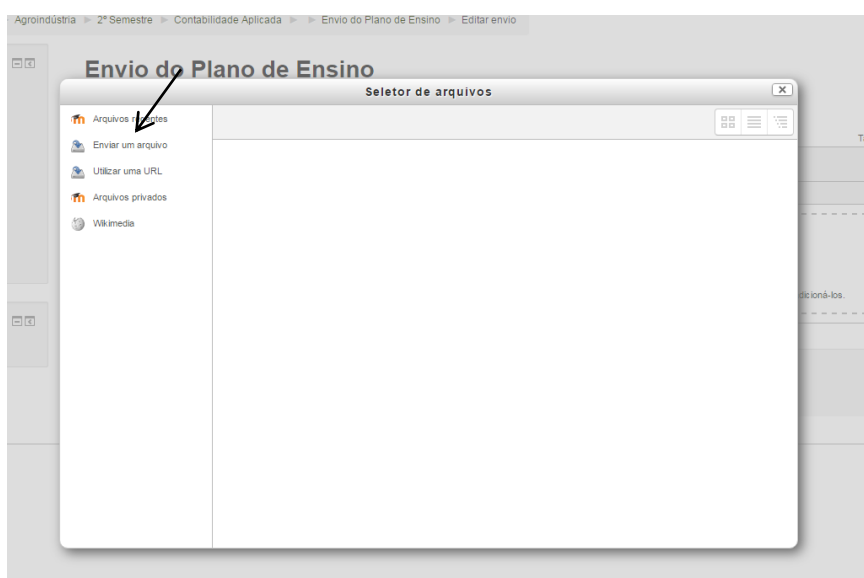 Agroindústria ► 2º Semestre ► Contabilidade Aplicada ► ► Envio do Plano de Ensino ► Editar envio
Envio do Plano de Ensino
Seletor de arquivos
Arquivos recentes
Enviar um arquivo
Utilizar uma URL
Arquivos privados
Wikimedia
dicioná-los.